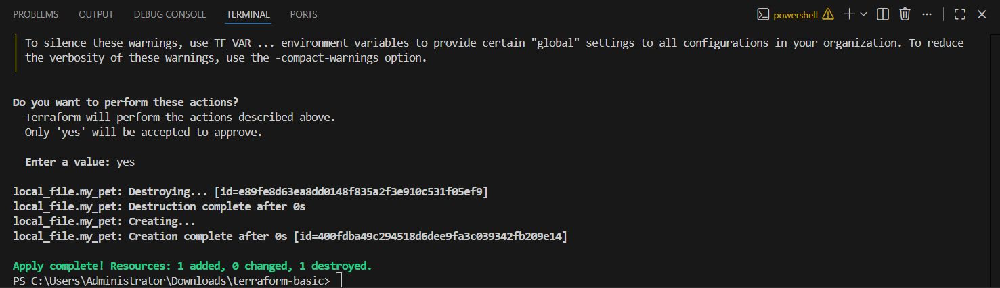 PROBLEMS OUTPUT DEBUG CONSOLE TERMINAL PORTS powershell
To silence these warnings, use TF_VAR_... environment variables to provide certain "global" settings to all configurations in your organization. To reduce
the verbosity of these warnings, use the -compact-warnings option.
Do you want to perform these actions?
Terraform will perform the actions described above.
Only 'yes' will be accepted to approve.
Enter a value: yes
local_file.my_pet: Destroying... [id=e89fe8d63ea8dd0148f835a2f3e910c531f05ef9]
local_file.my_pet: Destruction complete after 0s
local_file.my_pet: Creating...
local_file.my_pet: Creation complete after 0s [id=400fdba49c294518d6dee9fa3c039342fb209e14]
Apply complete! Resources: 1 added, 0 changed, 1 destroyed.
PS C:\Users\Administrator\Downloads\terraform-basic>